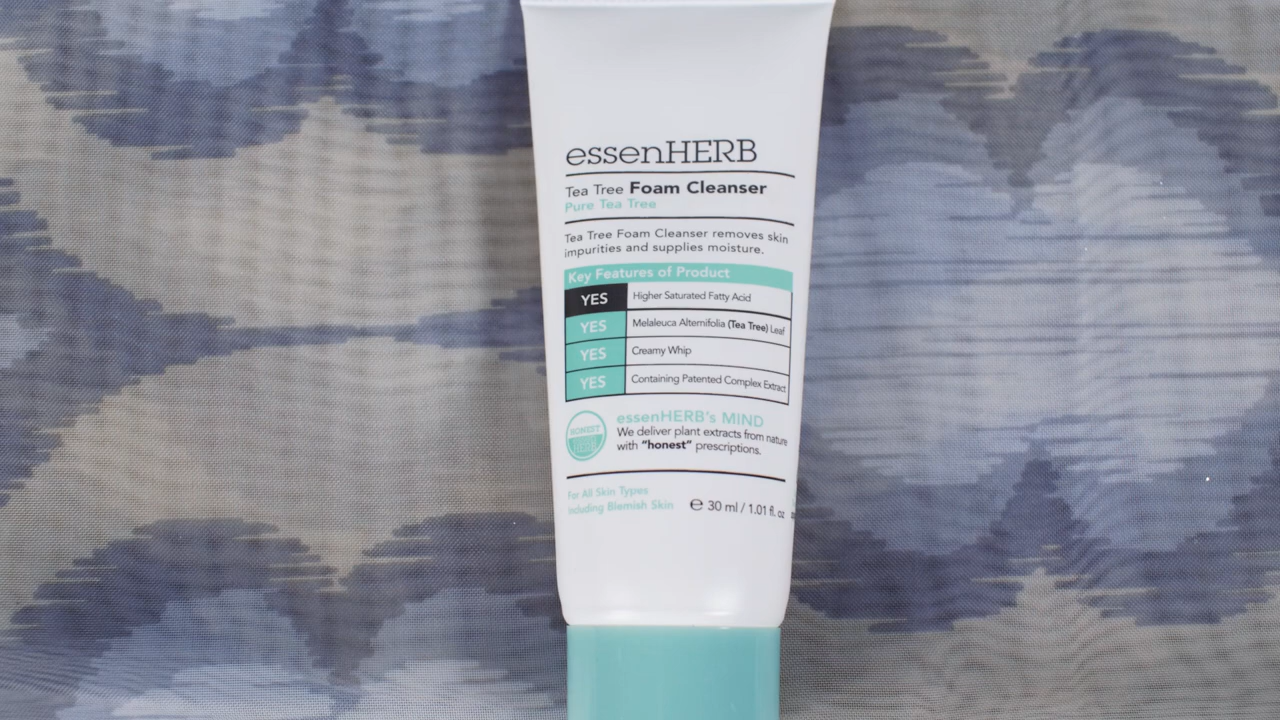 essenHERB
Tea Tree Foam Cleanser
Pure Tea Tree
Tea Tree Foam Cleanser removes skin
impurities and supplies moisture.
Key Features of Product
YES Higher Saturated Fatty Acid
YES Melaleuca Alternifolia (Tea Tree) Leaf
YES Creamy Whip
YES Containing Patented Complex Extract
HONEST
essenHERB's MIND
We deliver plant extracts from nature
with "honest" prescriptions.
For All Skin Types
Including Blemish Skin
℮ 30 ml / 1.01 fl. oz